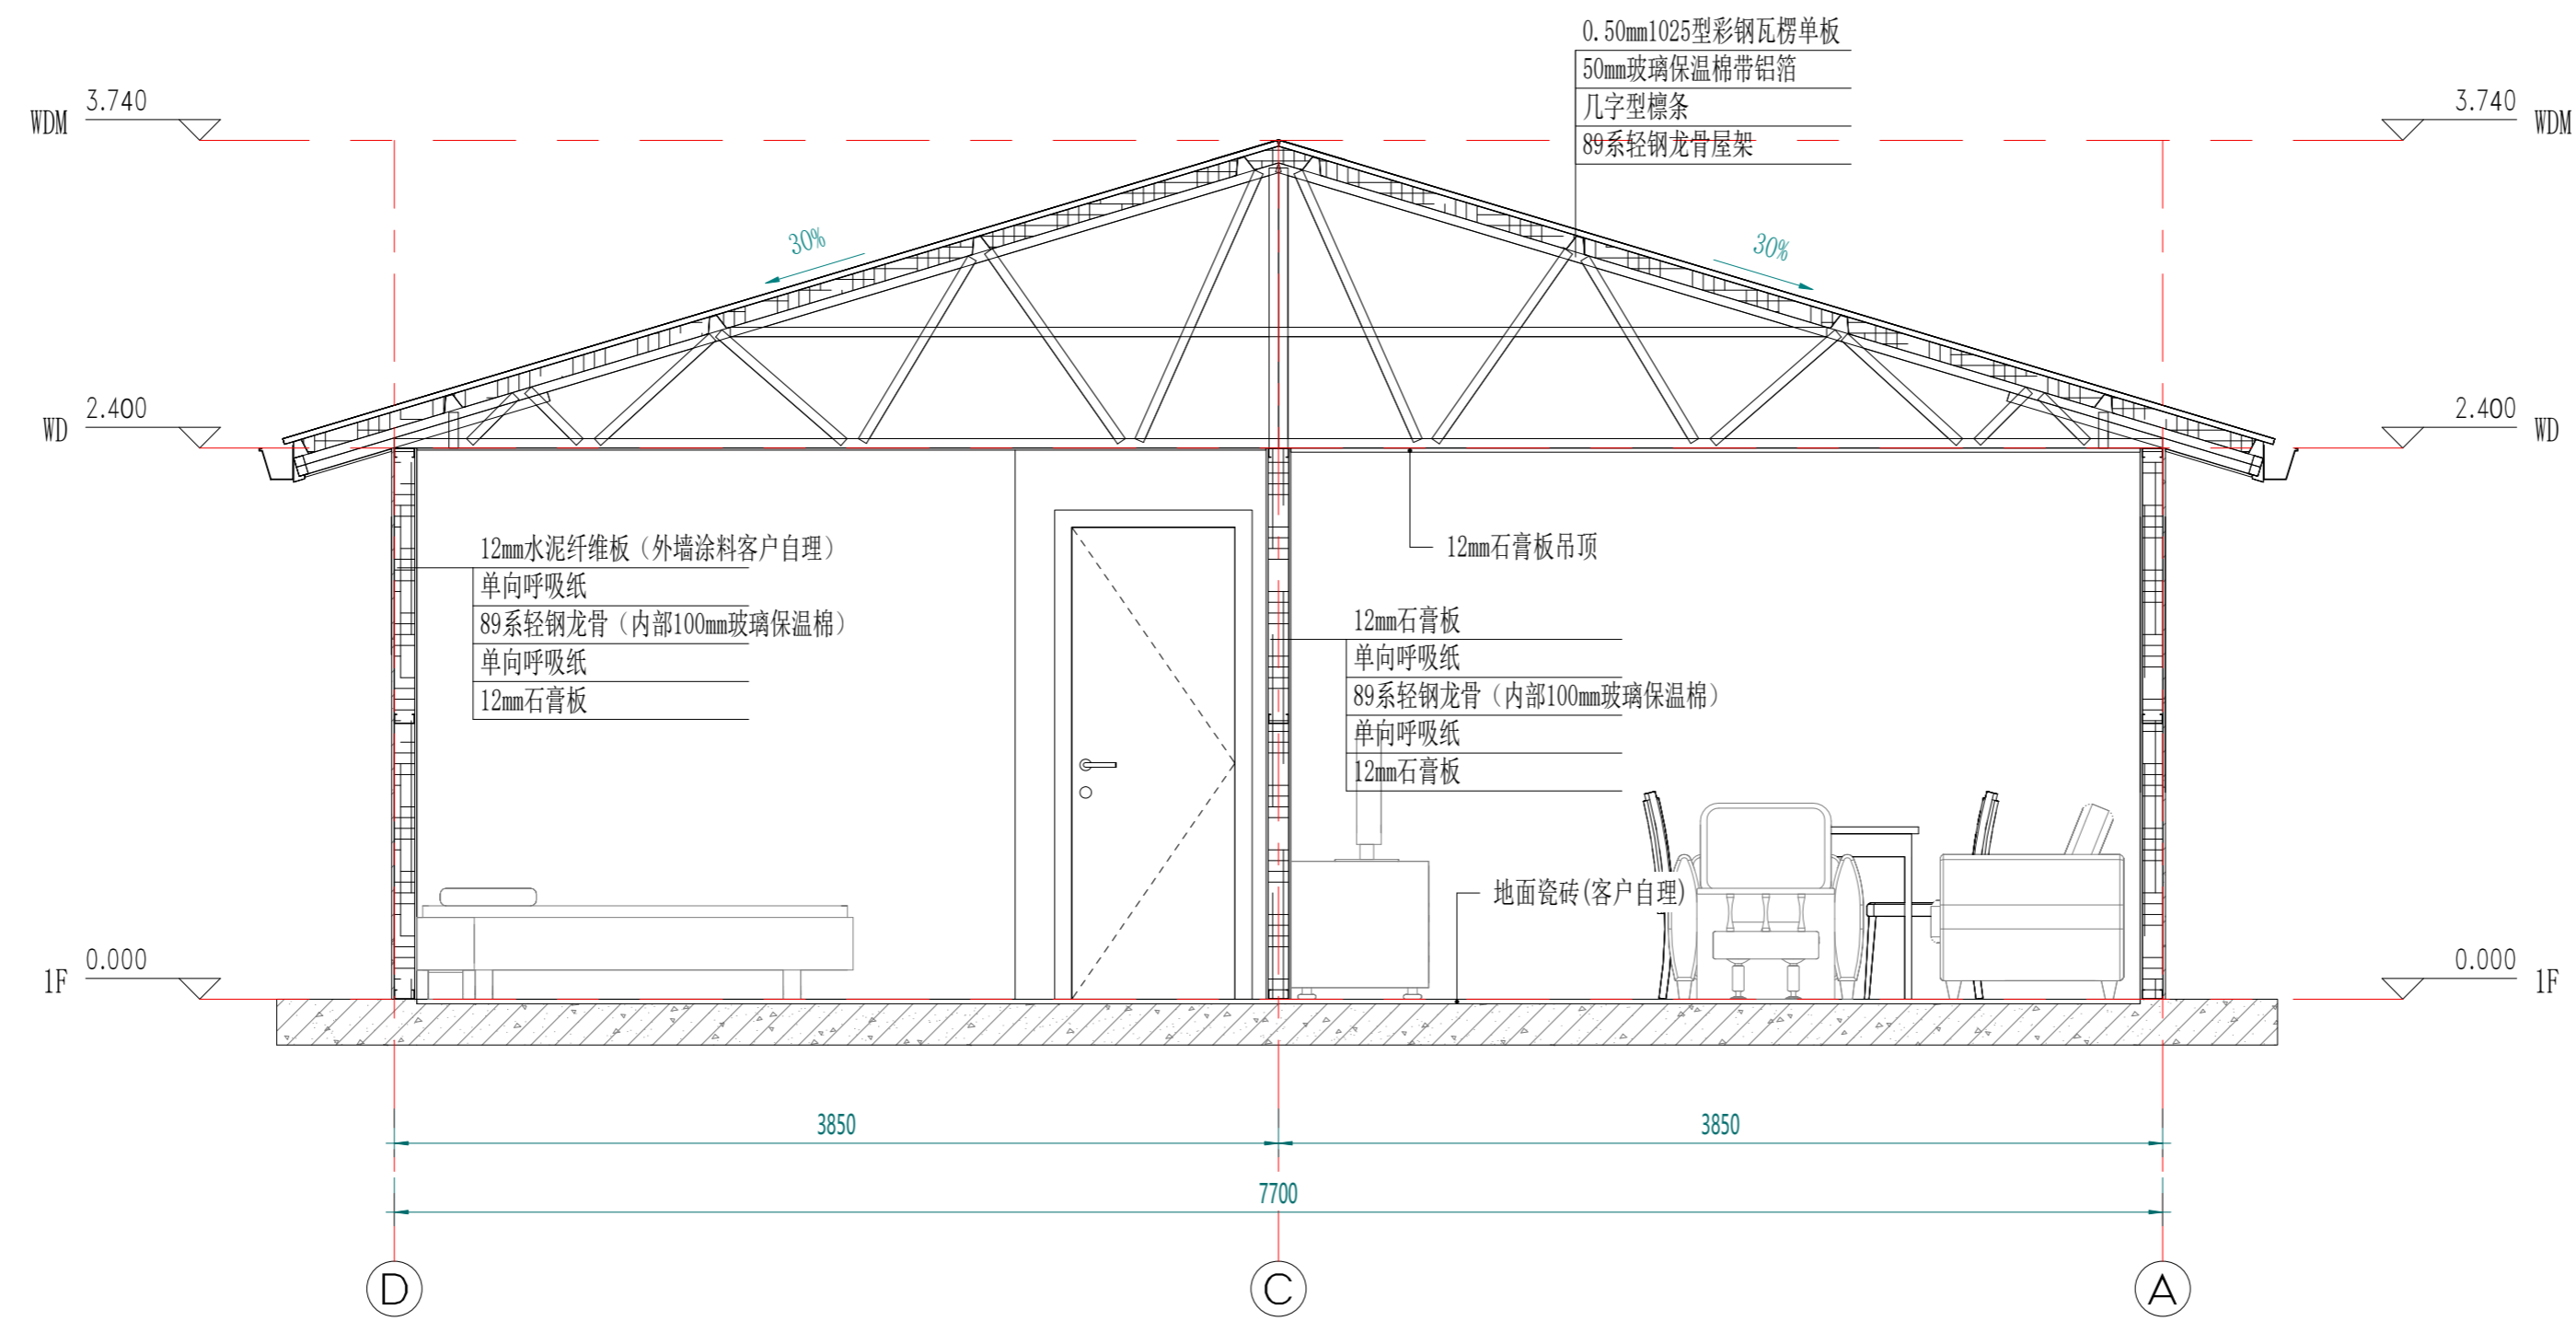 0.50mm1025型彩钢瓦楞单板
50mm玻璃保温棉带铝箔
几字型檩条
89系轻钢龙骨屋架
WDM 3.740
3.740 WDM
30%
30%
WD 2.400
2.400 WD
12mm水泥纤维板（外墙涂料客户自理）
单向呼吸纸
89系轻钢龙骨（内部100mm玻璃保温棉）
单向呼吸纸
12mm石膏板
12mm石膏板吊顶
12mm石膏板
单向呼吸纸
89系轻钢龙骨（内部100mm玻璃保温棉）
单向呼吸纸
12mm石膏板
地面瓷砖(客户自理)
1F 0.000
0.000 1F
3850
3850
7700
D
C
A